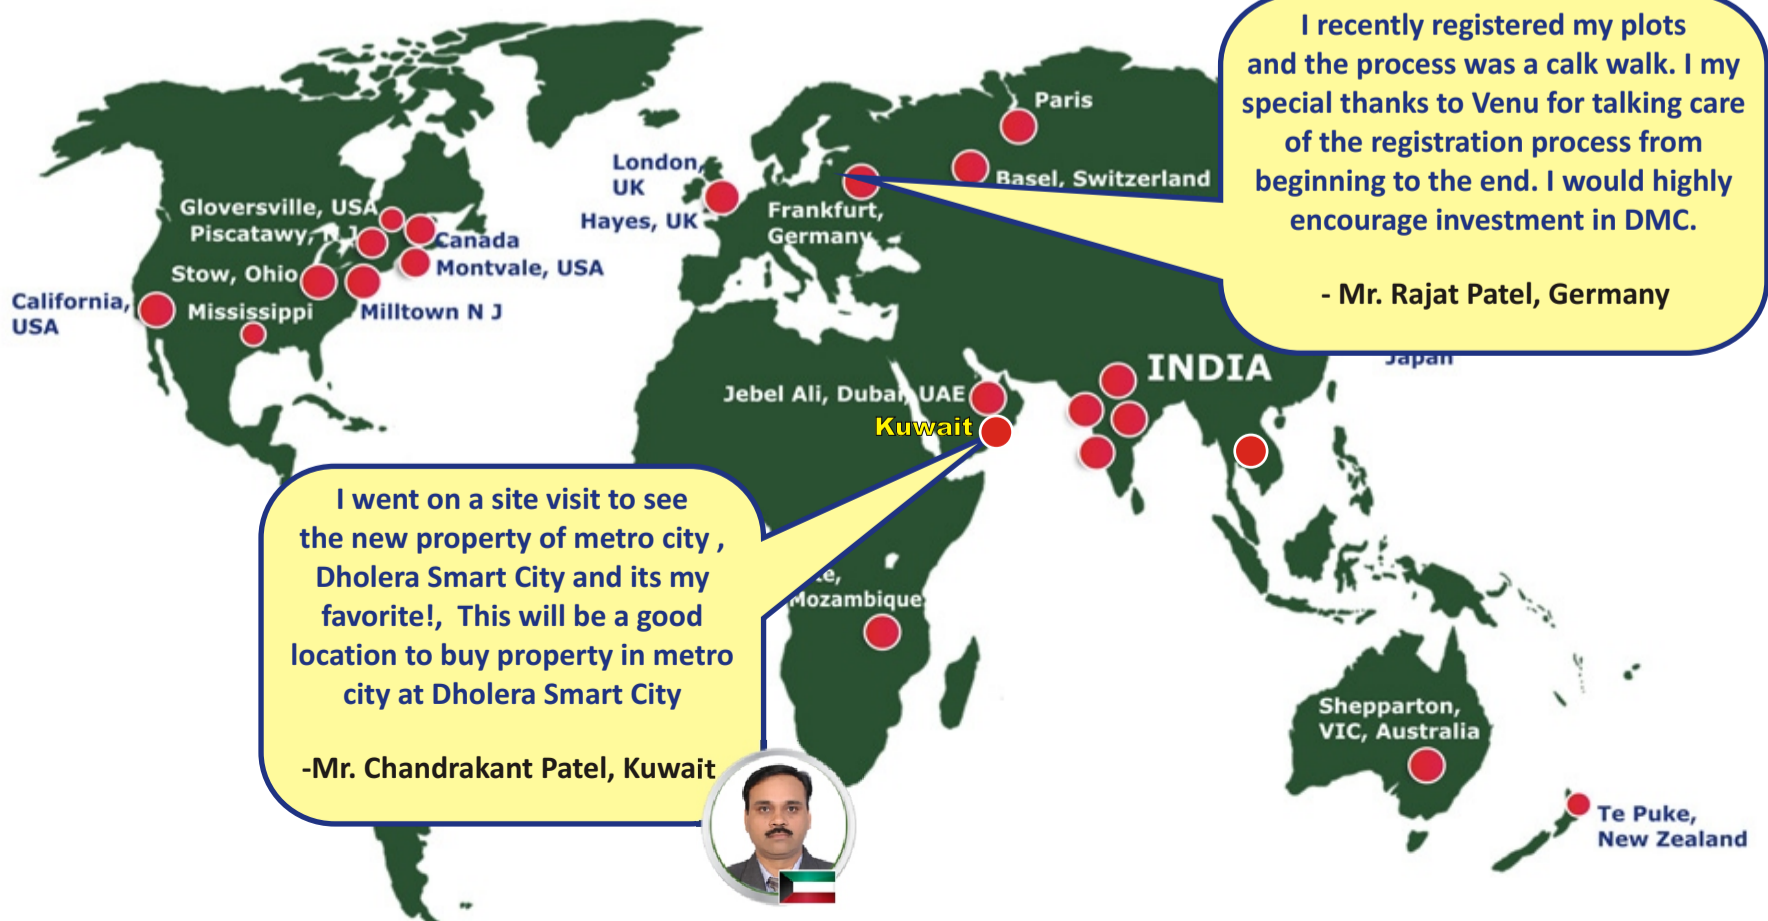 I recently registered my plots
and the process was a calk walk. I my
special thanks to Venu for talking care
of the registration process from
beginning to the end. I would highly
encourage investment in DMC.
- Mr. Rajat Patel, Germany
Paris
Basel, Switzerland
London,
UK
Hayes, UK
Frankfurt,
Germany
Gloversville, USA
Piscatawy, N J
Canada
Montvale, USA
Stow, Ohio
Milltown N J
California,
USA
Mississippi
Japan
INDIA
Jebel Ali, Dubai, UAE
Kuwait
I went on a site visit to see
the new property of metro city ,
Dholera Smart City and its my
favorite!, This will be a good
location to buy property in metro
city at Dholera Smart City
-Mr. Chandrakant Patel, Kuwait
Mozambique
Shepparton,
VIC, Australia
Te Puke,
New Zealand